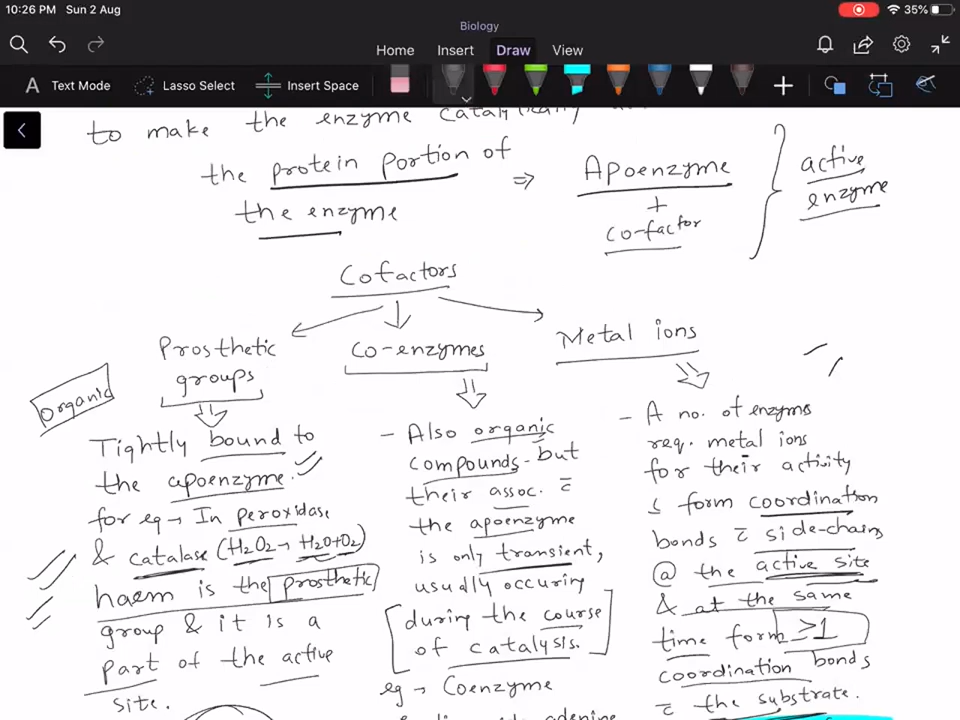 10:26 PM Sun 2 Aug
35%
Biology
Home Insert Draw View
A Text Mode Lasso Select Insert Space
to make the enzyme catalytically
the protein portion of
the enzyme
⇒ Apoenzyme
+
co-factor
active
enzyme
Cofactors
Prosthetic
groups
Organic
Tightly bound to
the apoenzyme.
for eg → In peroxidase
& catalase (H2O2 → H2O+O2)
haem is the prosthetic
group & it is a
part of the active
site.
Co-enzymes
- Also organic
compounds but
their assoc. c̄
the apoenzyme
is only transient,
usually occuring
during the course
of catalysis.
eg → Coenzyme
adenine
Metal ions
- A no. of enzyms
req. metal ions
for their activity
& form coordination
bonds c̄ side-chains
@ the active site
& at the same
time form >1
coordination bonds
c̄ the substrate.